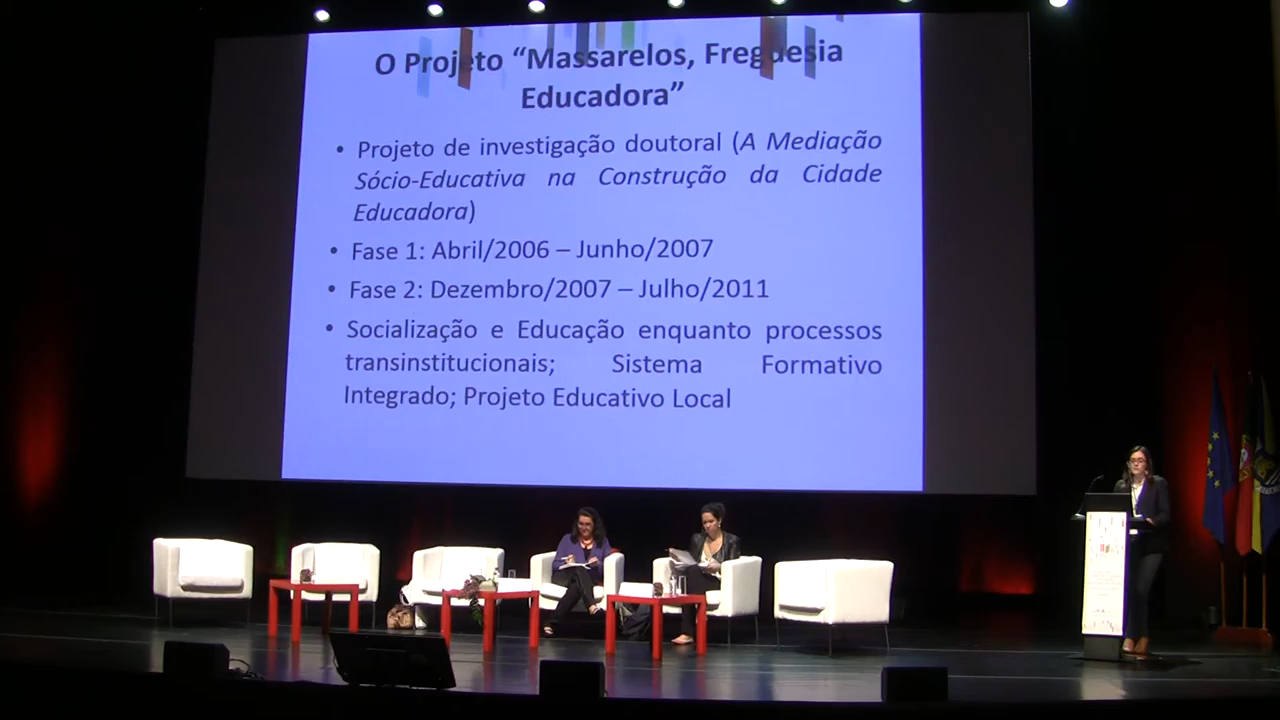 O Projeto “Massarelos, Freguesia
Educadora”
• Projeto de investigação doutoral (A Mediação
Sócio-Educativa na Construção da Cidade
Educadora)
• Fase 1: Abril/2006 – Junho/2007
• Fase 2: Dezembro/2007 – Julho/2011
• Socialização e Educação enquanto processos
transinstitucionais; Sistema Formativo
Integrado; Projeto Educativo Local